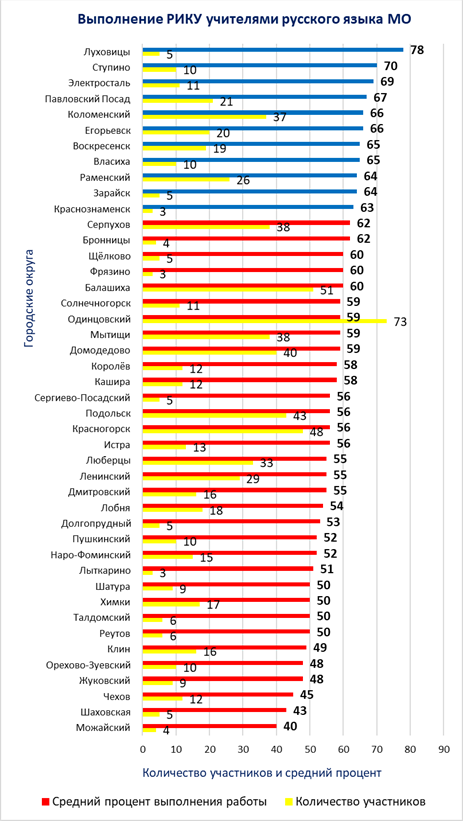 Выполнение РИКУ учителями русского языка МО
Городские округа
Луховицы 78 5
Ступино 70 10
Электросталь 69 11
Павловский Посад 67 21
Коломенский 66 37
Егорьевск 66 20
Воскресенск 65 19
Власиха 65 10
Раменский 64 26
Зарайск 64 5
Краснознаменск 63 3
Серпухов 62 38
Бронницы 62 4
Щёлково 60 5
Фрязино 60 3
Балашиха 60 51
Солнечногорск 59 11
Одинцовский 59 73
Мытищи 59 38
Домодедово 59 40
Королёв 58 12
Кашира 58 12
Сергиево-Посадский 56 5
Подольск 56 43
Красногорск 56 48
Истра 56 13
Люберцы 55 33
Ленинский 55 29
Дмитровский 55 16
Лобня 54 18
Долгопрудный 53 5
Пушкинский 52 10
Наро-Фоминский 52 15
Лыткарино 51 3
Шатура 50 9
Химки 50 17
Талдомский 50 6
Реутов 50 6
Клин 49 16
Орехово-Зуевский 48 10
Жуковский 48 9
Чехов 45 12
Шаховская 43 5
Можайский 40 4
0 10 20 30 40 50 60 70 80 90
Количество участников и средний процент
Средний процент выполнения работы Количество участников